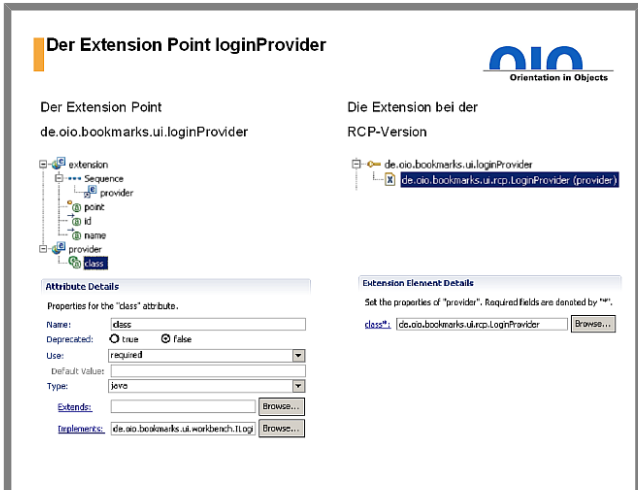 Der Extension Point loginProvider
Orientation in Objects
Der Extension Point
de.oio.bookmarks.ui.loginProvider
extension
Sequence
provider
point
id
name
provider
class
Attribute Details
Properties for the "class" attribute.
Name: class
Deprecated: true false
Use: required
Default Value:
Type: java
Extends: Browse...
Implements: de.oio.bookmarks.ui.workbench.ILogi Browse...
Die Extension bei der
RCP-Version
de.oio.bookmarks.ui.loginProvider
de.oio.bookmarks.ui.rcp.LoginProvider (provider)
Extension Element Details
Set the properties of "provider". Required fields are denoted by "*".
class*: de.oio.bookmarks.ui.rcp.LoginProvider Browse...